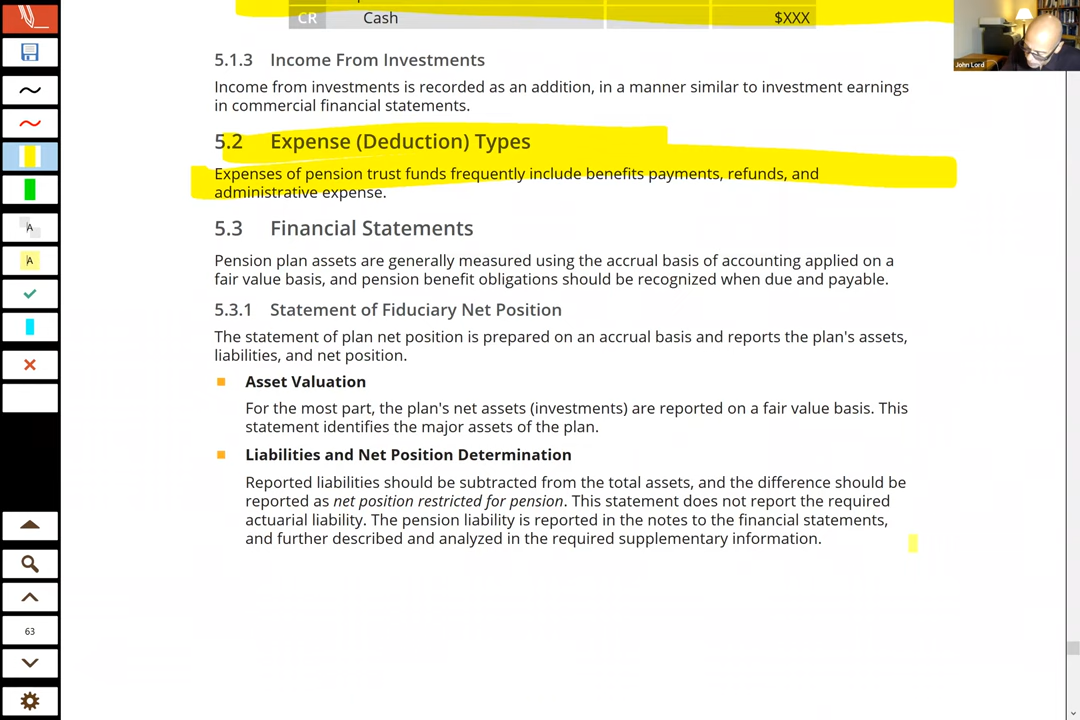 CR Cash $XXX
John Lord
5.1.3 Income From Investments
Income from investments is recorded as an addition, in a manner similar to investment earnings
in commercial financial statements.
5.2 Expense (Deduction) Types
Expenses of pension trust funds frequently include benefits payments, refunds, and
administrative expense.
5.3 Financial Statements
Pension plan assets are generally measured using the accrual basis of accounting applied on a
fair value basis, and pension benefit obligations should be recognized when due and payable.
5.3.1 Statement of Fiduciary Net Position
The statement of plan net position is prepared on an accrual basis and reports the plan's assets,
liabilities, and net position.
Asset Valuation
For the most part, the plan's net assets (investments) are reported on a fair value basis. This
statement identifies the major assets of the plan.
Liabilities and Net Position Determination
Reported liabilities should be subtracted from the total assets, and the difference should be
reported as net position restricted for pension. This statement does not report the required
actuarial liability. The pension liability is reported in the notes to the financial statements,
and further described and analyzed in the required supplementary information.
A
A
63